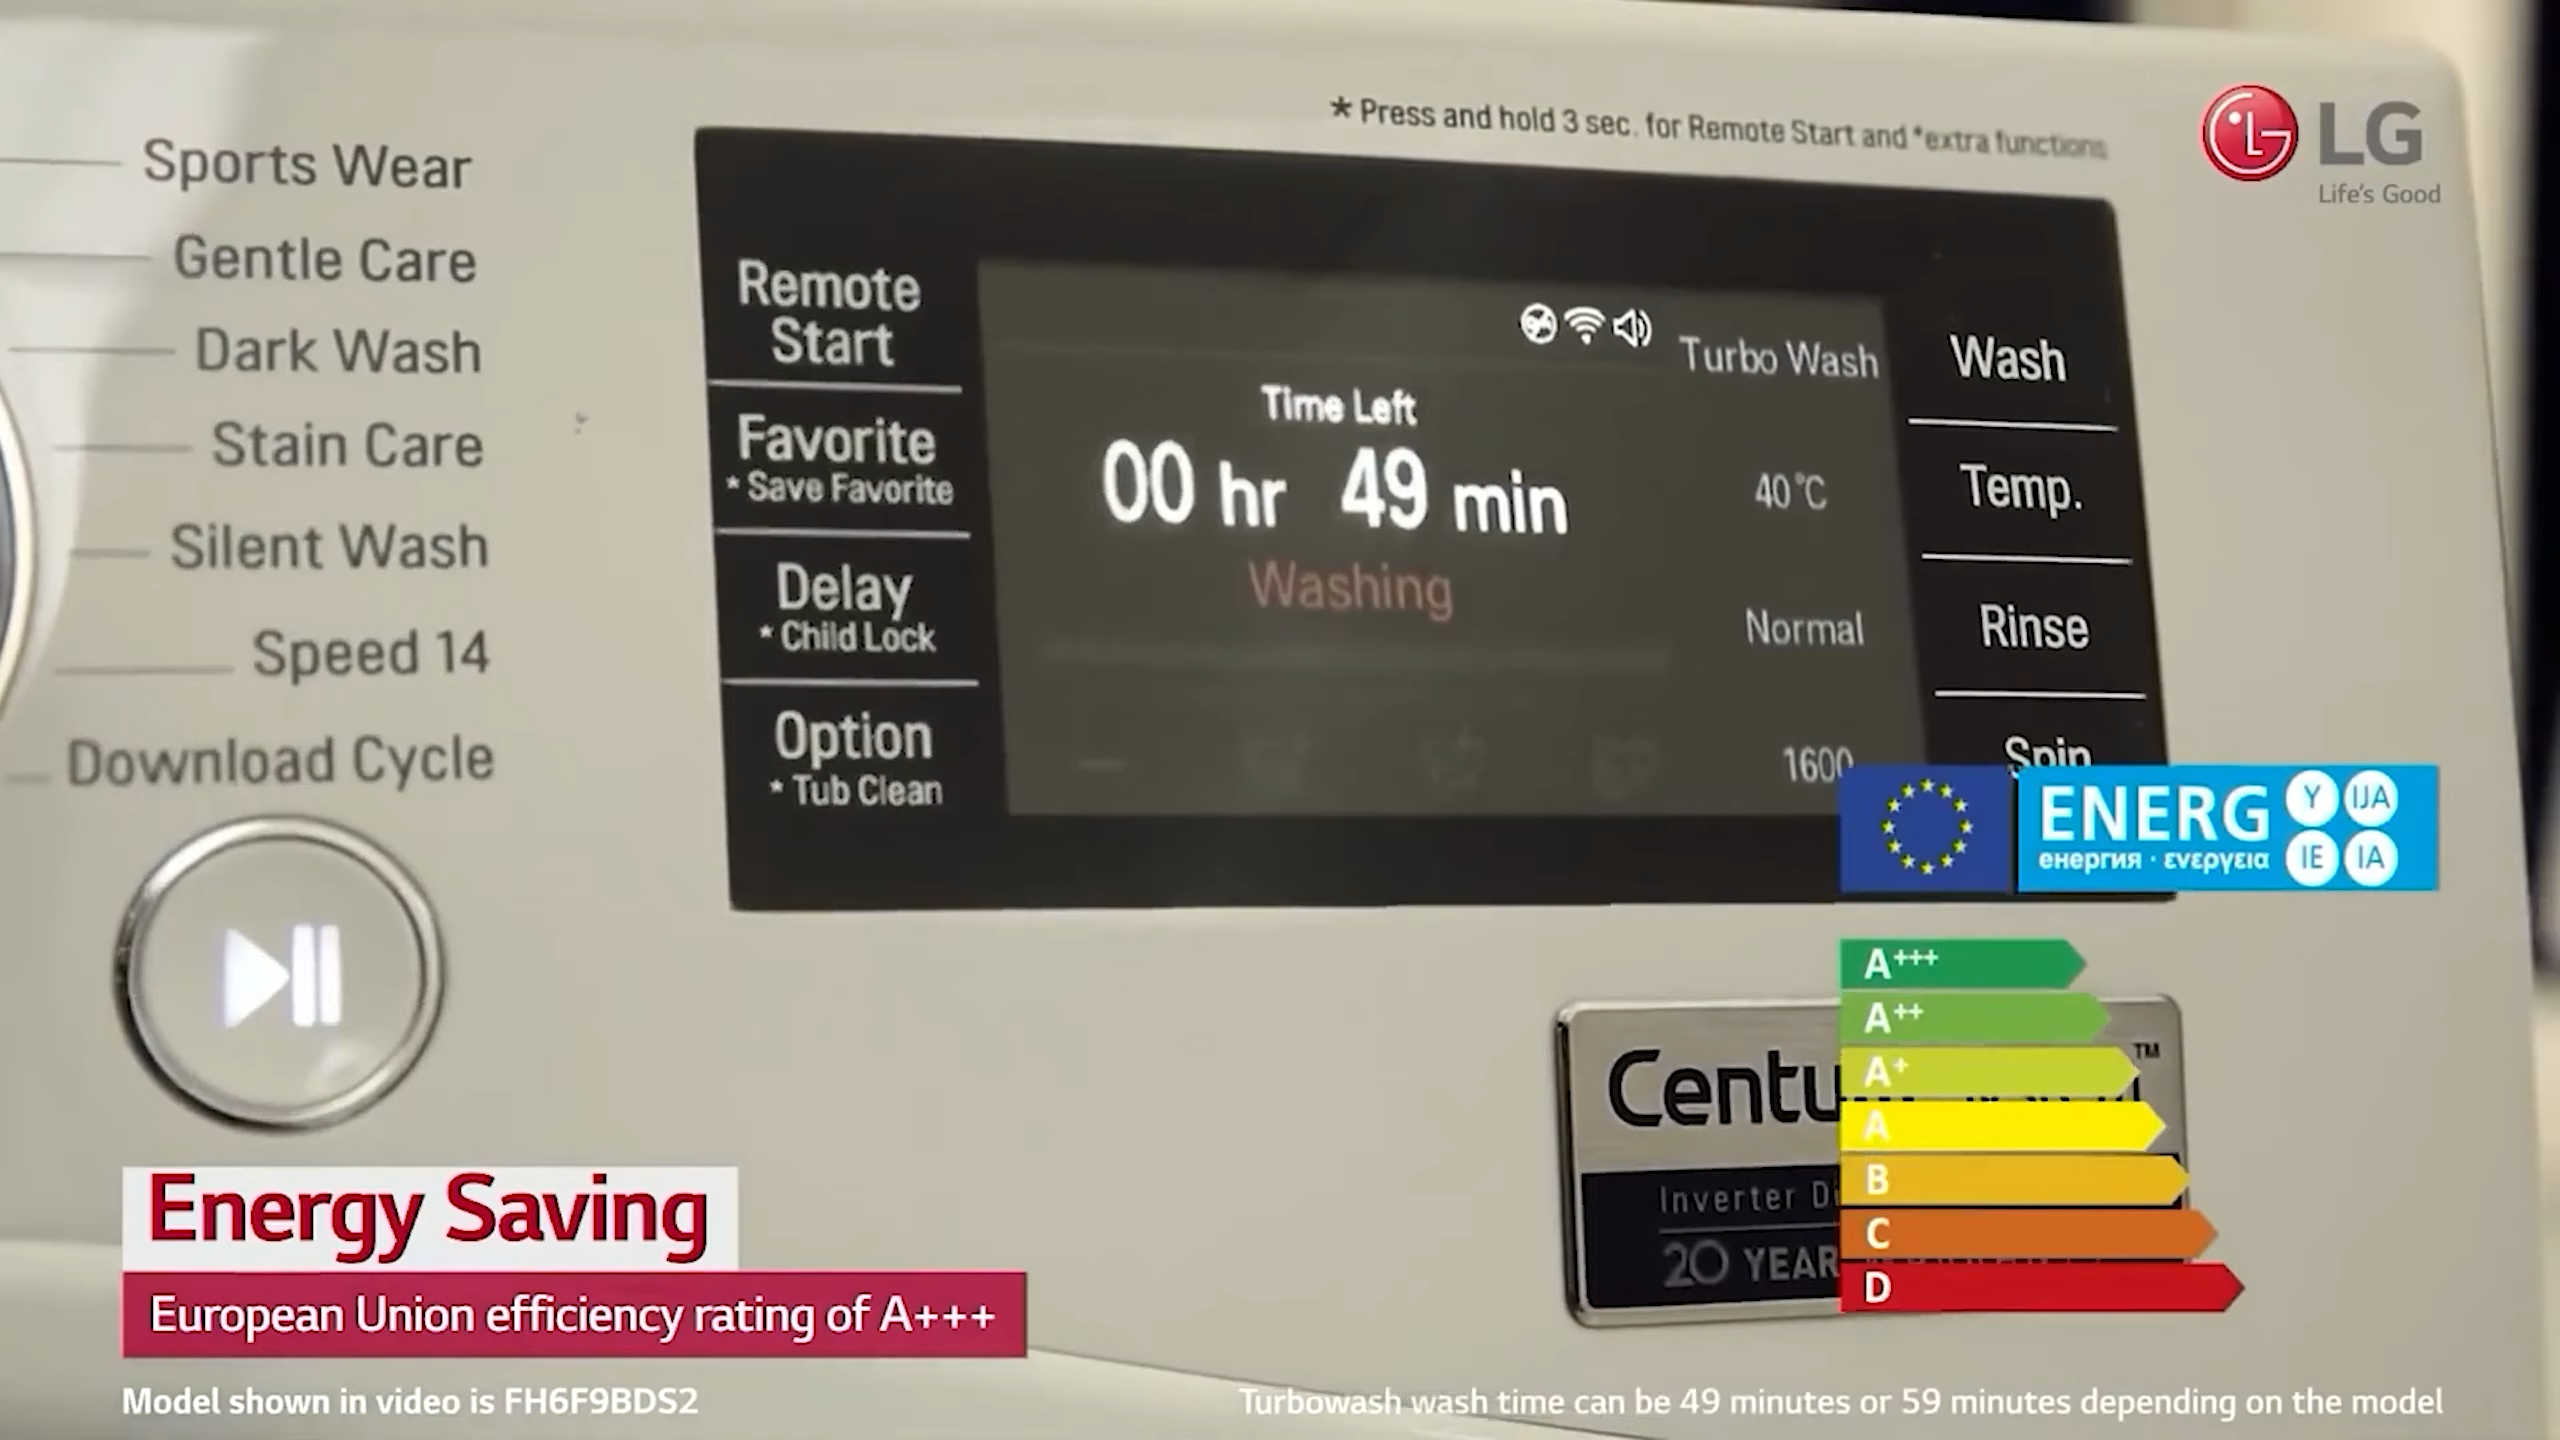 * Press and hold 3 sec. for Remote Start and *extra functions
LG
Life's Good
Sports Wear
Gentle Care
Dark Wash
Stain Care
Silent Wash
Speed 14
Download Cycle
Remote
Start
Favorite
* Save Favorite
Delay
* Child Lock
Option
* Tub Clean
Time Left
00 hr 49 min
Washing
Turbo Wash
40°C
Normal
1600
Wash
Temp.
Rinse
Spin
ENERG Y IJA
енергия · ενεργεια IE IA
A+++
A++
A+
A
B
C
D
Centu
™
Inverter Di
20 YEAR
Energy Saving
European Union efficiency rating of A+++
Model shown in video is FH6F9BDS2
Turbowash wash time can be 49 minutes or 59 minutes depending on the model